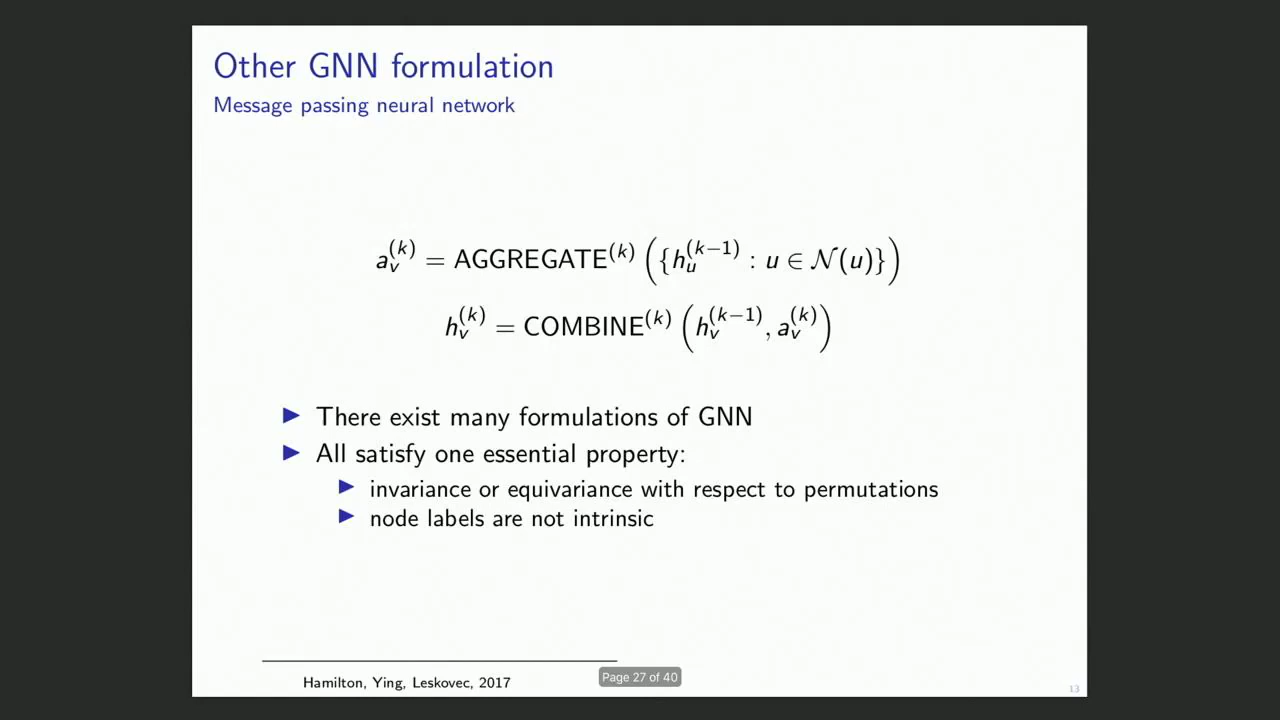 Other GNN formulation
Message passing neural network
a_v^{(k)} = AGGREGATE^{(k)} ({h_u^{(k−1)} : u ∈ 𝒩(u)})
h_v^{(k)} = COMBINE^{(k)} (h_v^{(k−1)}, a_v^{(k)})
▶ There exist many formulations of GNN
▶ All satisfy one essential property:
▶ invariance or equivariance with respect to permutations
▶ node labels are not intrinsic
Hamilton, Ying, Leskovec, 2017
Page 27 of 40
13